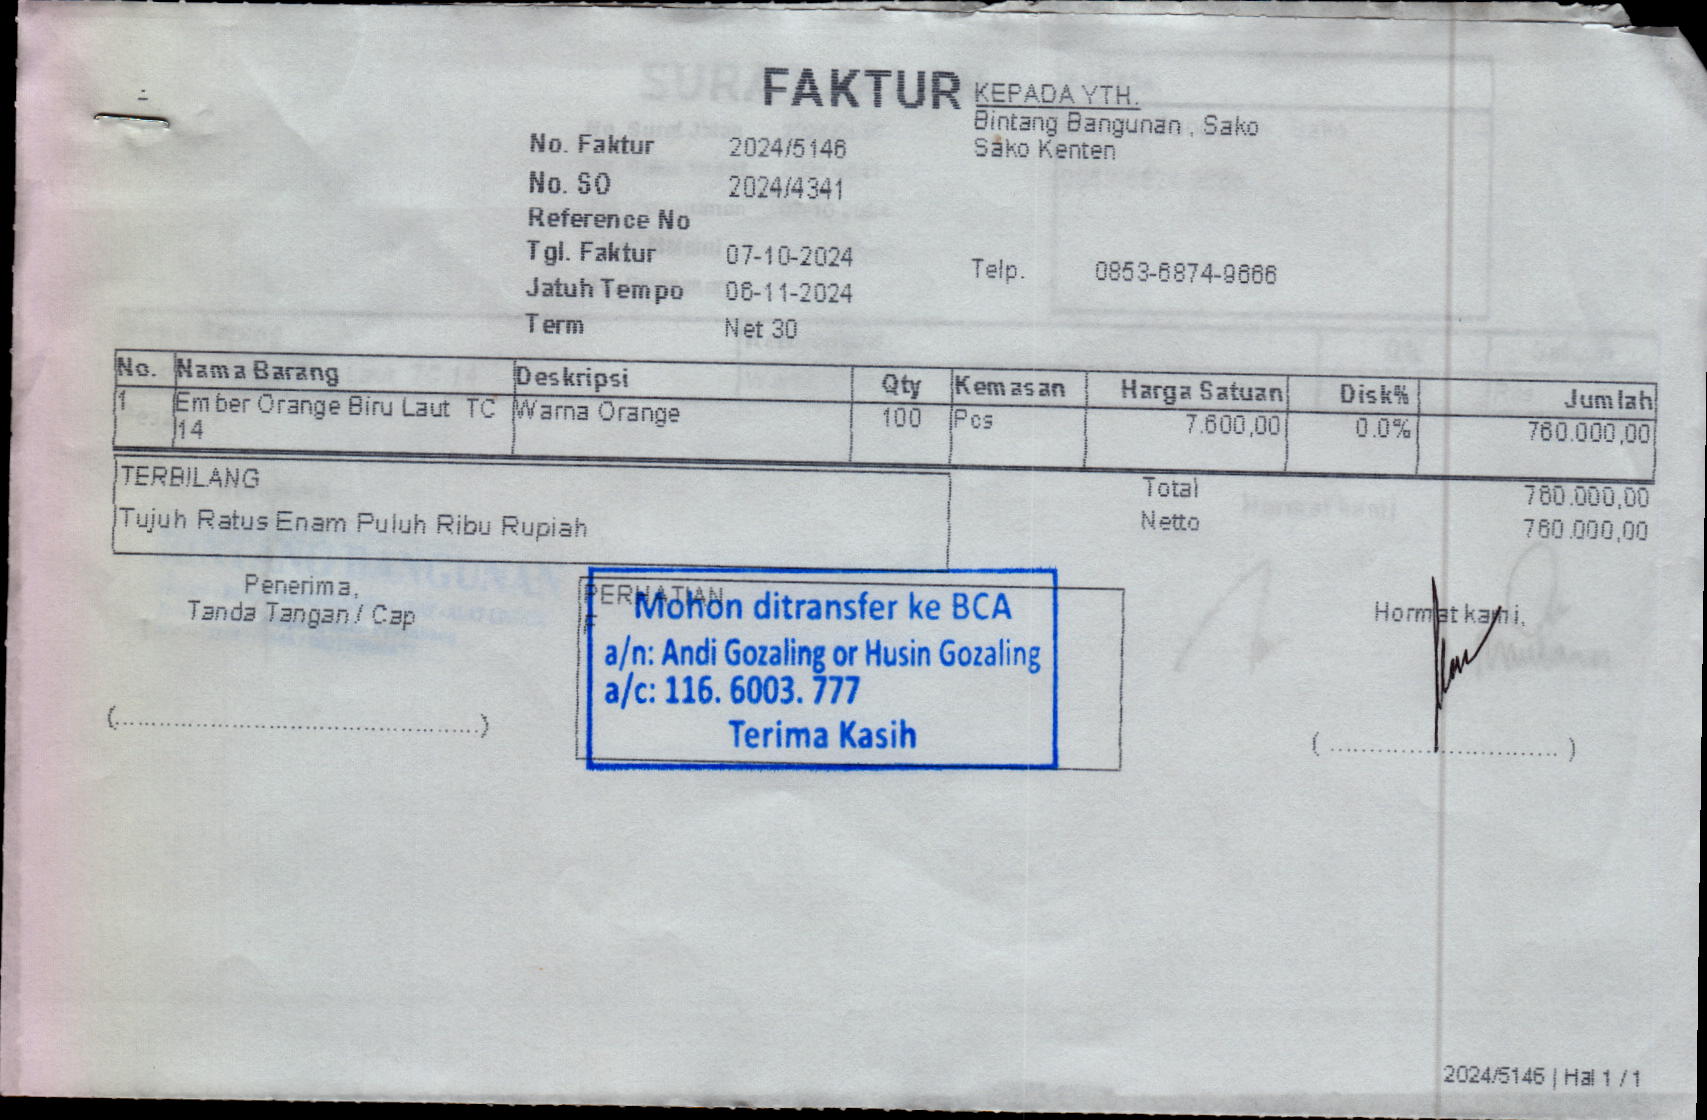 FAKTUR
KEPADA YTH.
Bintang Bangunan , Sako
Sako Kenten
No. Faktur 2024/5146
No. SO 2024/4341
Reference No
Tgl. Faktur 07-10-2024
Telp. 0853-6874-9666
Jatuh Tempo 06-11-2024
Term Net 30
No. Nama Barang Deskripsi Qty Kemasan Harga Satuan Disk% Jumlah
1 Ember Orange Biru Laut TC 14 Warna Orange 100 Pcs 7.600,00 0.0% 760.000,00
TERBILANG
Tujuh Ratus Enam Puluh Ribu Rupiah
Total 760.000,00
Netto 760.000,00
Penerima,
Tanda Tangan / Cap
PERHATIAN
Mohon ditransfer ke BCA
a/n: Andi Gozaling or Husin Gozaling
a/c: 116. 6003. 777
Terima Kasih
Hormat kami,
2024/5146 | Hal 1 / 1